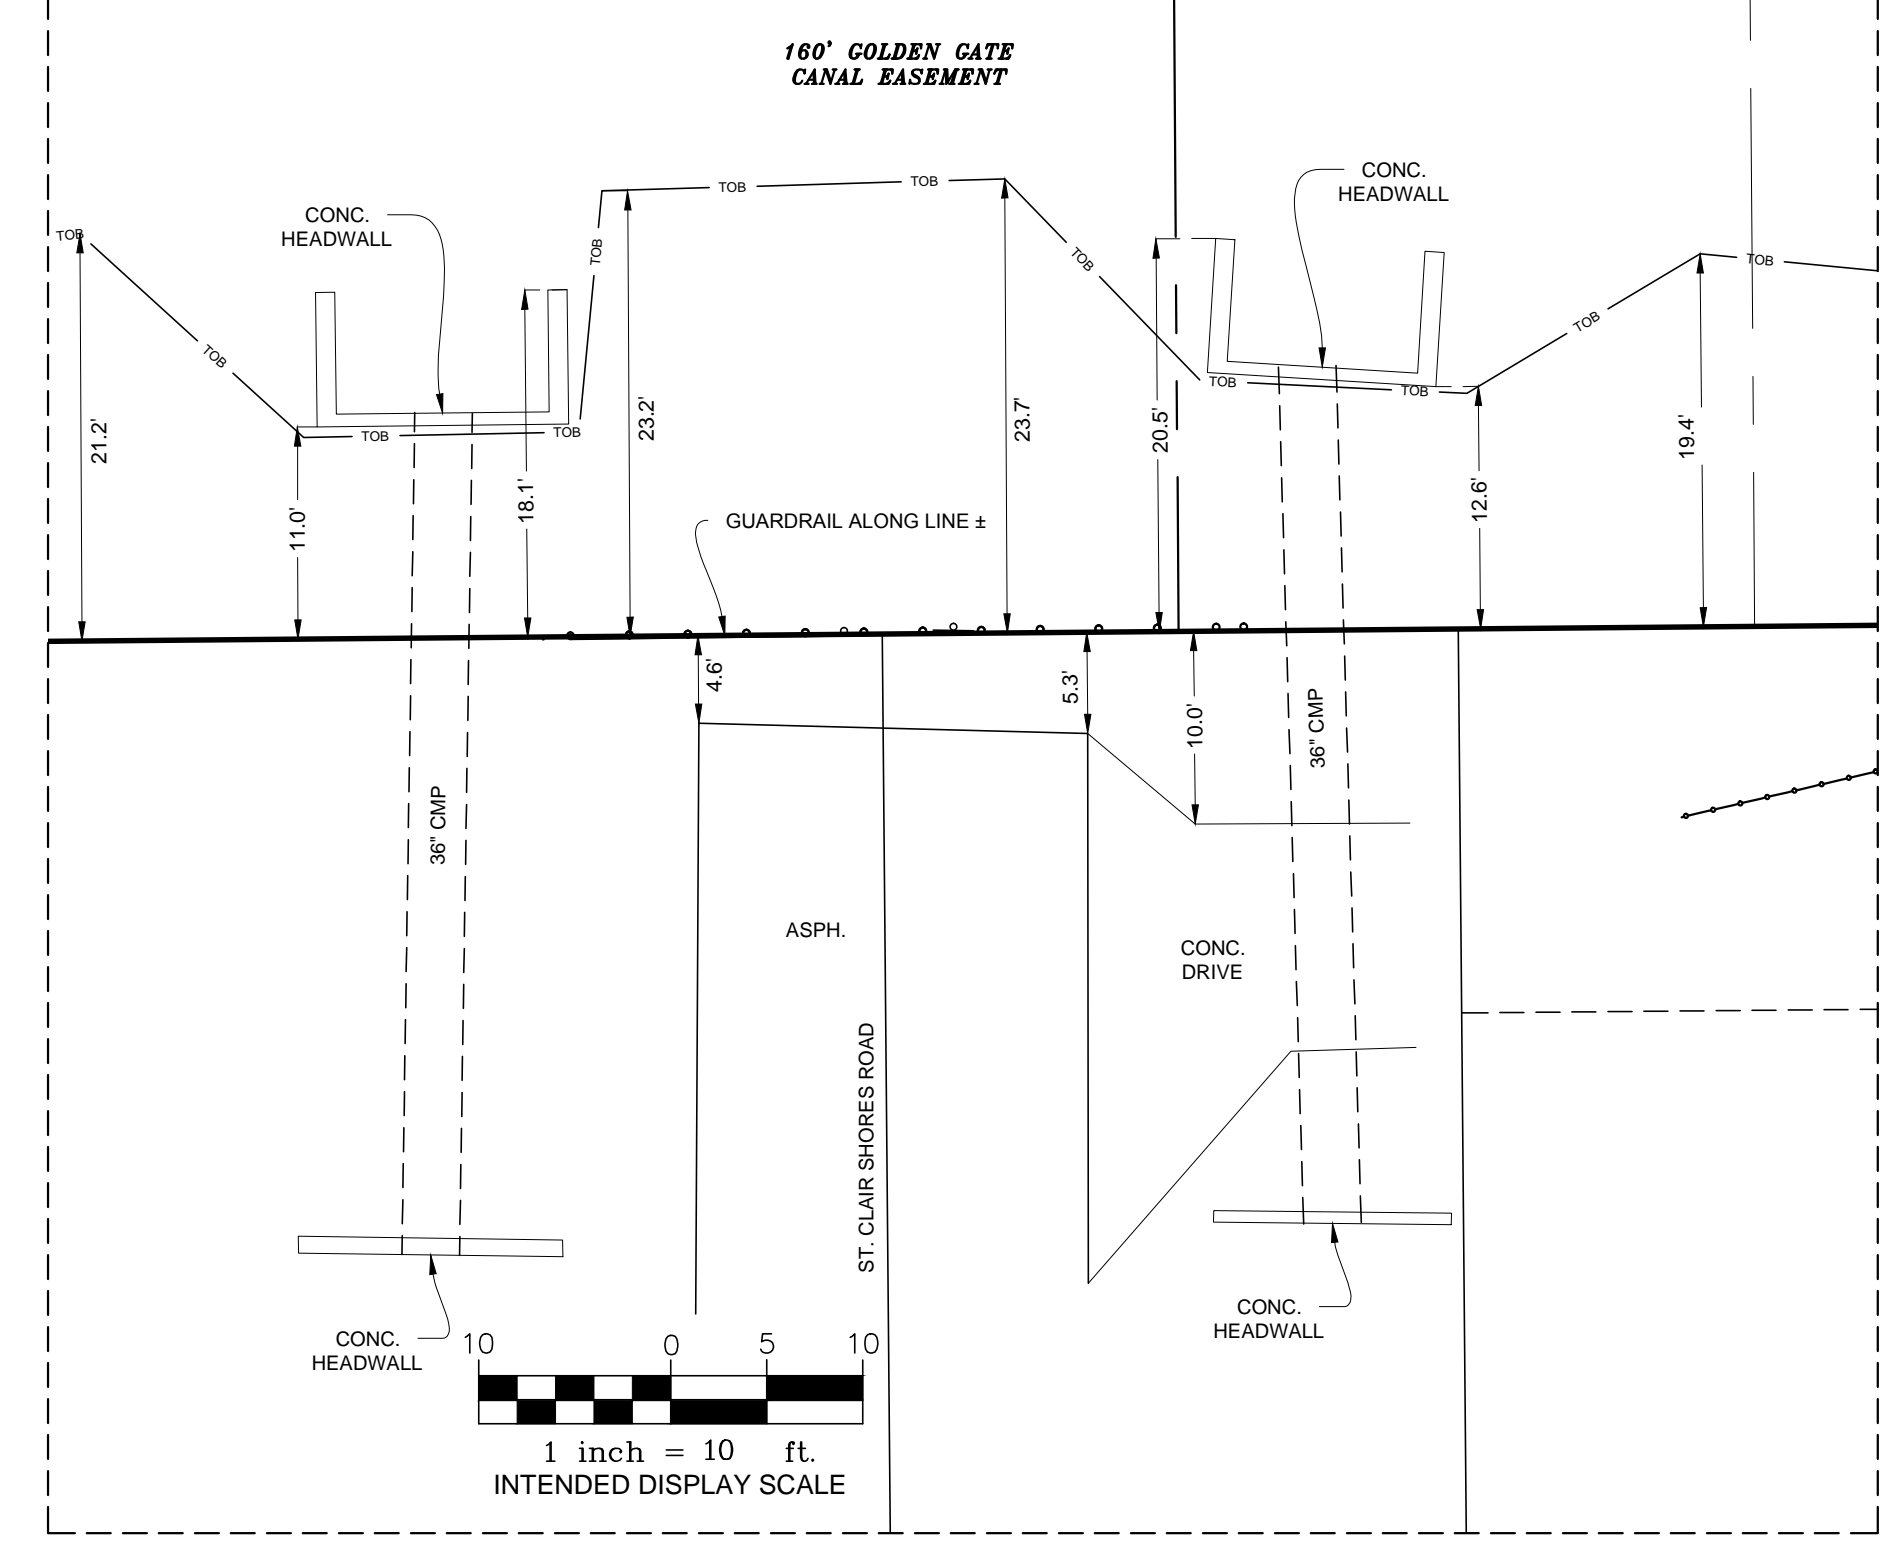 160' GOLDEN GATE
CANAL EASEMENT
CONC.
HEADWALL
CONC.
HEADWALL
TOB
TOB
TOB
TOB
TOB
TOB
TOB
TOB
TOB
TOB
TOB
TOB
21.2'
11.0'
18.1'
23.2'
23.7'
20.5'
12.6'
19.4'
GUARDRAIL ALONG LINE ±
4.6'
5.3'
10.0'
36" CMP
36" CMP
ASPH.
CONC.
DRIVE
ST. CLAIR SHORES ROAD
CONC.
HEADWALL
CONC.
HEADWALL
10 0 5 10
1 inch = 10 ft.
INTENDED DISPLAY SCALE